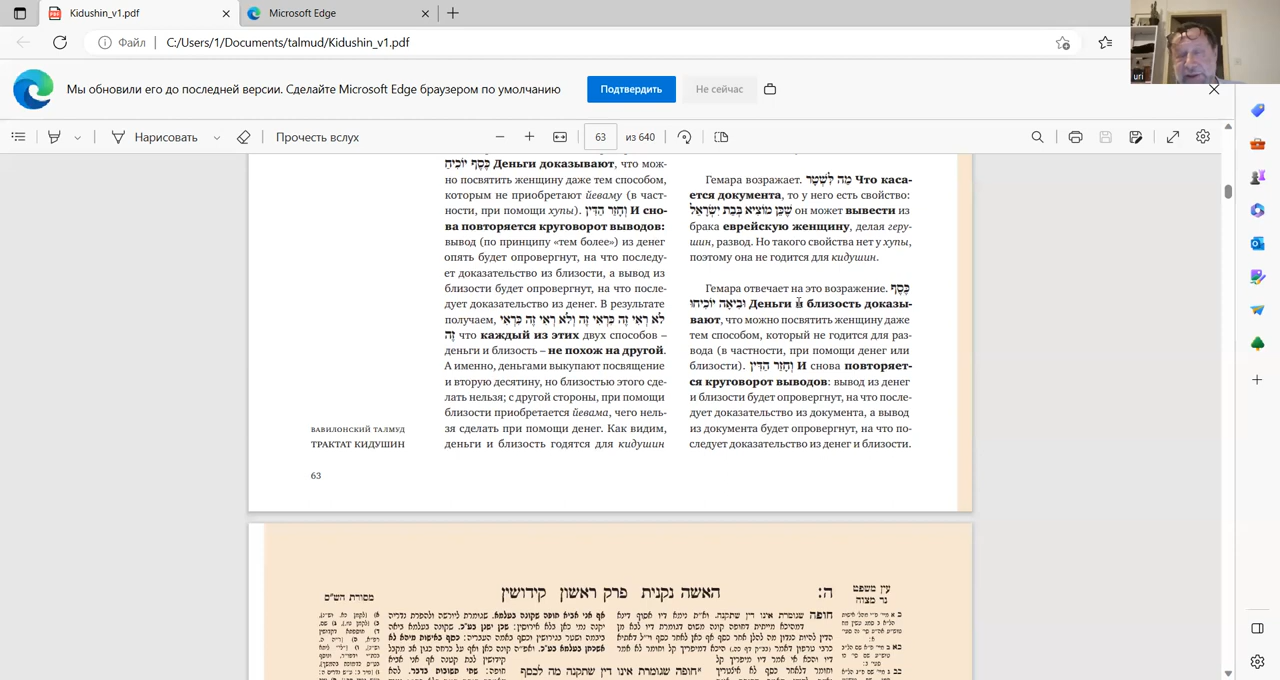 Kidushin_v1.pdf
Microsoft Edge
Файл
C:/Users/1/Documents/talmud/Kidushin_v1.pdf
uri
Мы обновили его до последней версии. Сделайте Microsoft Edge браузером по умолчанию
Подтвердить
Не сейчас
Нарисовать
Прочесть вслух
63
из 640
כֶּסֶף יוֹכִיחַ Деньги доказывают, что мож-
но посвятить женщину даже тем способом,
которым не приобретают йеваму (в част-
ности, при помощи хупы). וְחָזַר הַדִּין И сно-
ва повторяется круговорот выводов:
вывод (по принципу «тем более») из денег
опять будет опровергнут, на что последу-
ет доказательство из близости, а вывод из
близости будет опровергнут, на что после-
дует доказательство из денег. В результате
получаем, לֹא רְאִי זֶה כִּרְאִי זֶה וְלֹא רְאִי זֶה כִּרְאִי
זֶה что каждый из этих двух способов –
деньги и близость – не похож на другой.
А именно, деньгами выкупают посвящение
и вторую десятину, но близостью этого сде-
лать нельзя; с другой стороны, при помощи
близости приобретается йевама, чего нель-
зя сделать при помощи денег. Как видим,
деньги и близость годятся для кидушин
Гемара возражает. מַה לִּשְׁטָר Что каса-
ется документа, то у него есть свойство:
שֶׁכֵּן מוֹצִיא בְּבַת יִשְׂרָאֵל он может вывести из
брака еврейскую женщину, делая геру-
шин, развод. Но такого свойства нет у хупы,
поэтому она не годится для кидушин.
Гемара отвечает на это возражение. כֶּסֶף
וּבִיאָה יוֹכִיחוּ Деньги и близость доказы-
вают, что можно посвятить женщину даже
тем способом, который не годится для раз-
вода (в частности, при помощи денег или
близости). וְחָזַר הַדִּין И снова повторяет-
ся круговорот выводов: вывод из денег
и близости будет опровергнут, на что после-
дует доказательство из документа, а вывод
из документа будет опровергнут, на что по-
следует доказательство из денег и близости.
ВАВИЛОНСКИЙ ТАЛМУД
ТРАКТАТ КИДУШИН
63
עין משפט
נר מצוה
ה:
האשה נקנית פרק ראשון קידושין
מסורת הש״ס